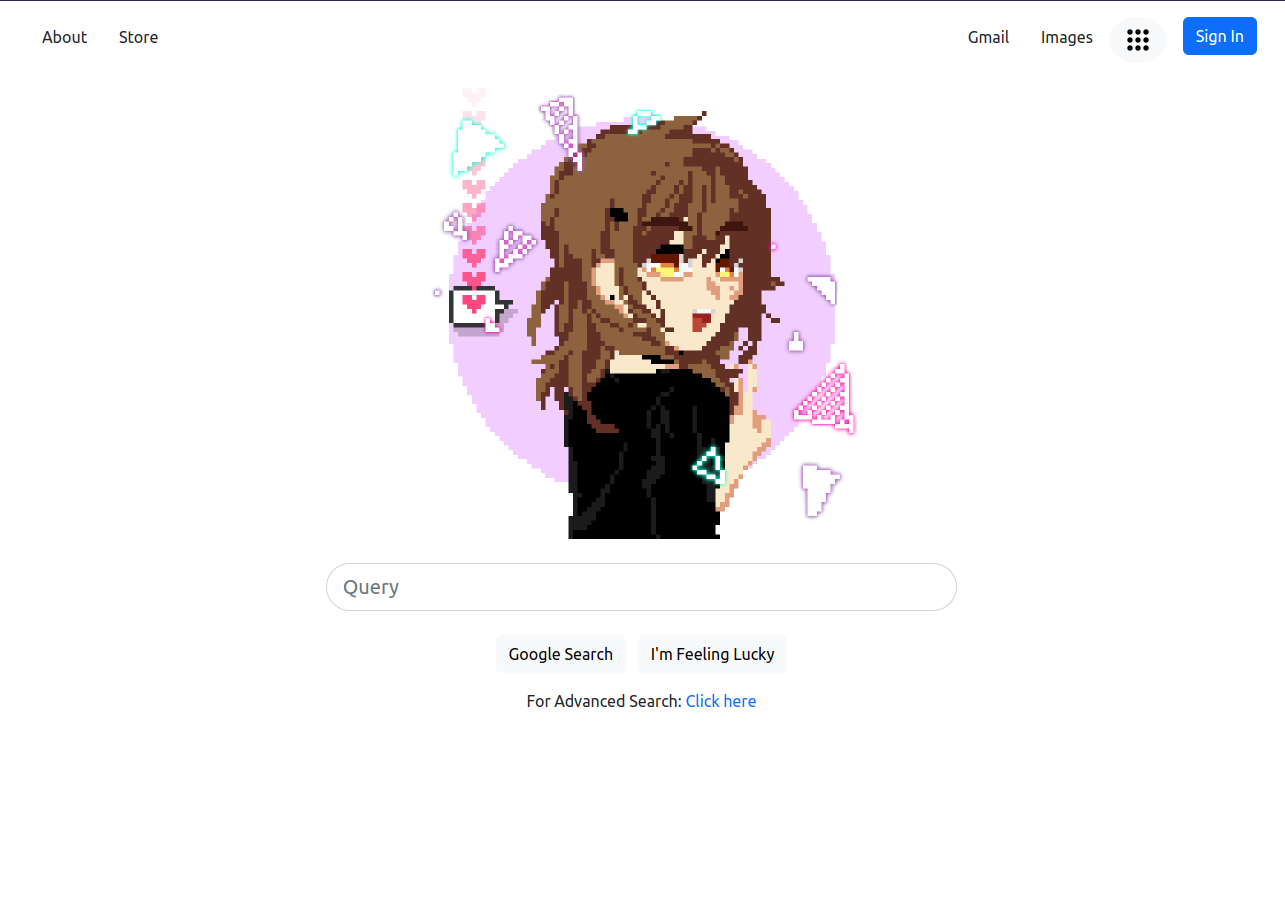 About Store Gmail Images Sign In
Query
Google Search I'm Feeling Lucky
For Advanced Search: Click here